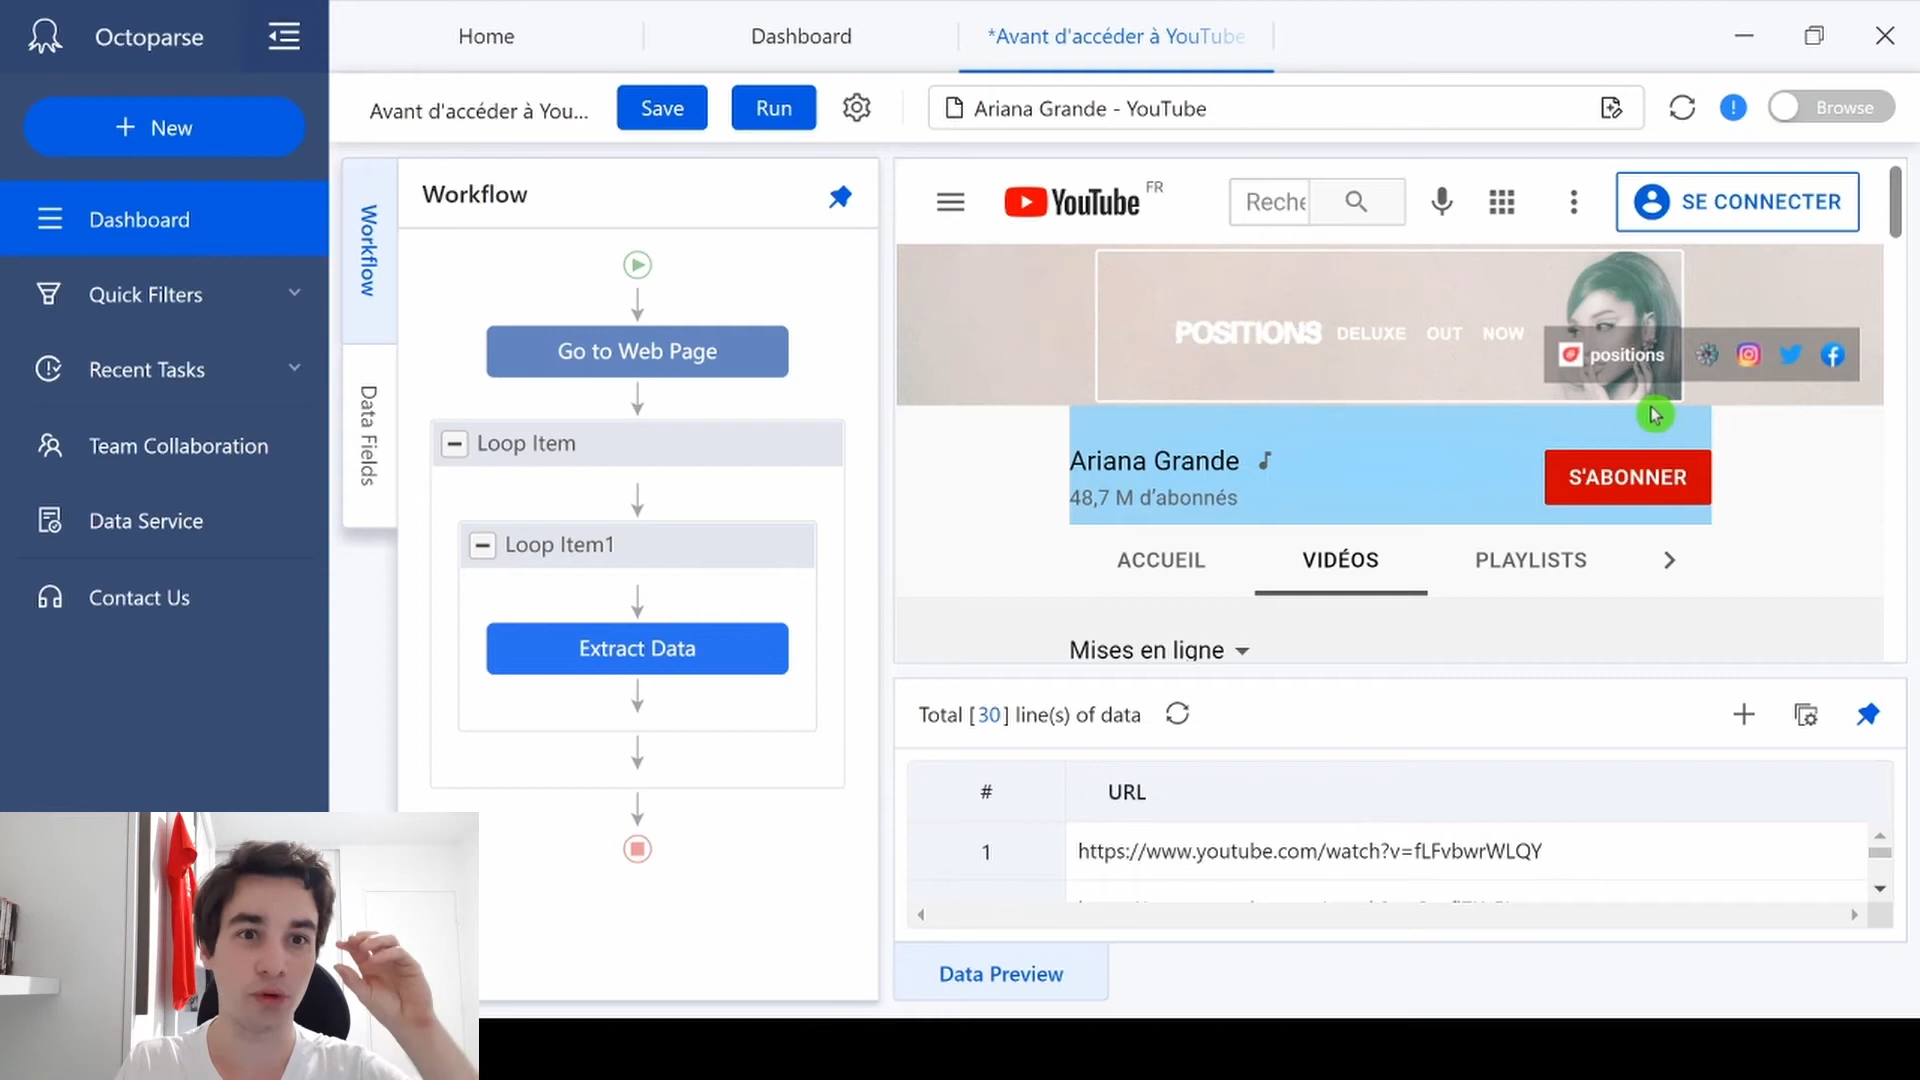 Octoparse
Home
Dashboard
*Avant d'accéder à YouTube
New
Avant d'accéder à You...
Save
Run
Ariana Grande - YouTube
Browse
Dashboard
Quick Filters
Recent Tasks
Team Collaboration
Data Service
Contact Us
Workflow
Data Fields
Workflow
Go to Web Page
Loop Item
Loop Item1
Extract Data
YouTube FR
Reche
SE CONNECTER
POSITIONS DELUXE OUT NOW
positions
Ariana Grande
48,7 M d'abonnés
S'ABONNER
ACCUEIL
VIDÉOS
PLAYLISTS
Mises en ligne
Total [30] line(s) of data
# URL
1 https://www.youtube.com/watch?v=fLFvbwrWLQY
Data Preview